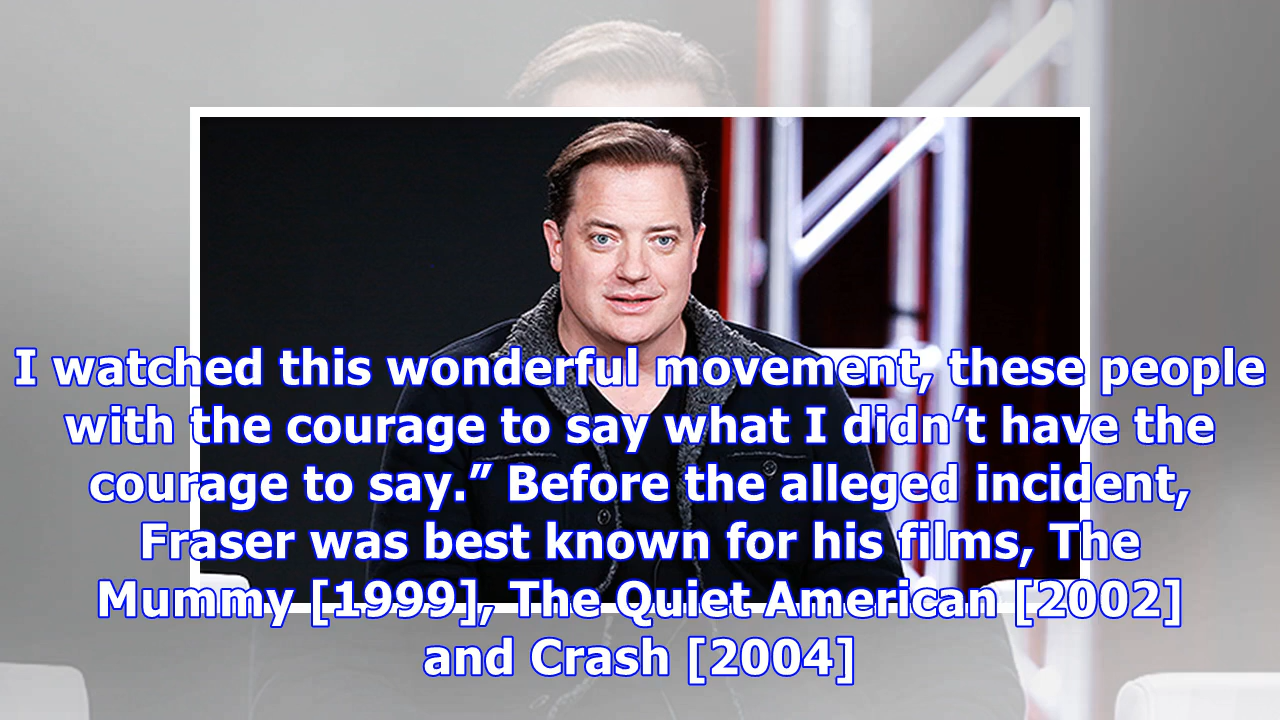 I watched this wonderful movement, these people
with the courage to say what I didn’t have the
courage to say.” Before the alleged incident,
Fraser was best known for his films, The
Mummy [1999], The Quiet American [2002]
and Crash [2004]